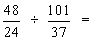 48/24 ÷ 101/37 =